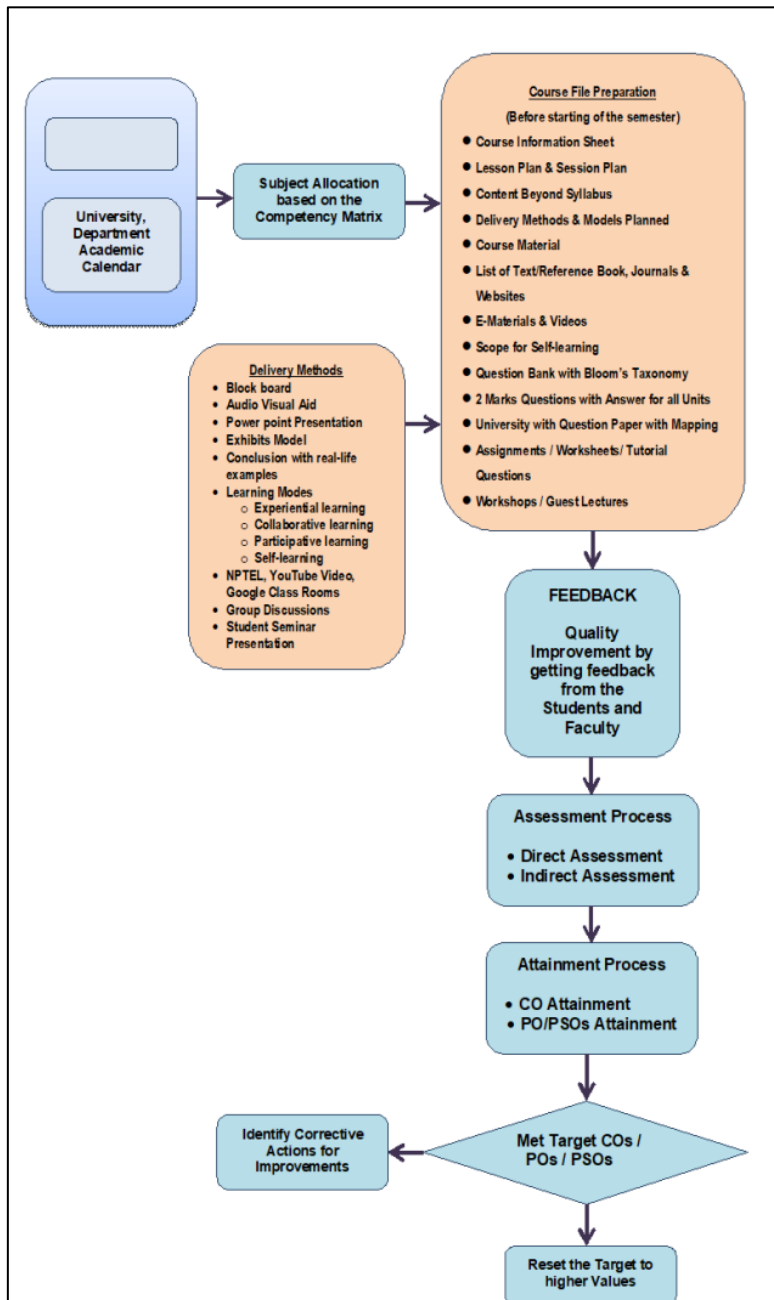 University,
Department
Academic
Calendar
Subject Allocation
based on the
Competency Matrix
Course File Preparation
(Before starting of the semester)
● Course Information Sheet
● Lesson Plan & Session Plan
● Content Beyond Syllabus
● Delivery Methods & Models Planned
● Course Material
● List of Text/Reference Book, Journals &
Websites
● E-Materials & Videos
● Scope for Self-learning
● Question Bank with Bloom's Taxonomy
● 2 Marks Questions with Answer for all Units
● University with Question Paper with Mapping
● Assignments / Worksheets/ Tutorial
Questions
● Workshops / Guest Lectures
Delivery Methods
• Block board
• Audio Visual Aid
• Power point Presentation
• Exhibits Model
• Conclusion with real-life
examples
• Learning Modes
o Experiential learning
o Collaborative learning
o Participative learning
o Self-learning
• NPTEL, YouTube Video,
Google Class Rooms
• Group Discussions
• Student Seminar
Presentation
FEEDBACK
Quality
Improvement by
getting feedback
from the
Students and
Faculty
Assessment Process
• Direct Assessment
• Indirect Assessment
Attainment Process
• CO Attainment
• PO/PSOs Attainment
Met Target COs /
POs / PSOs
Identify Corrective
Actions for
Improvements
Reset the Target to
higher Values